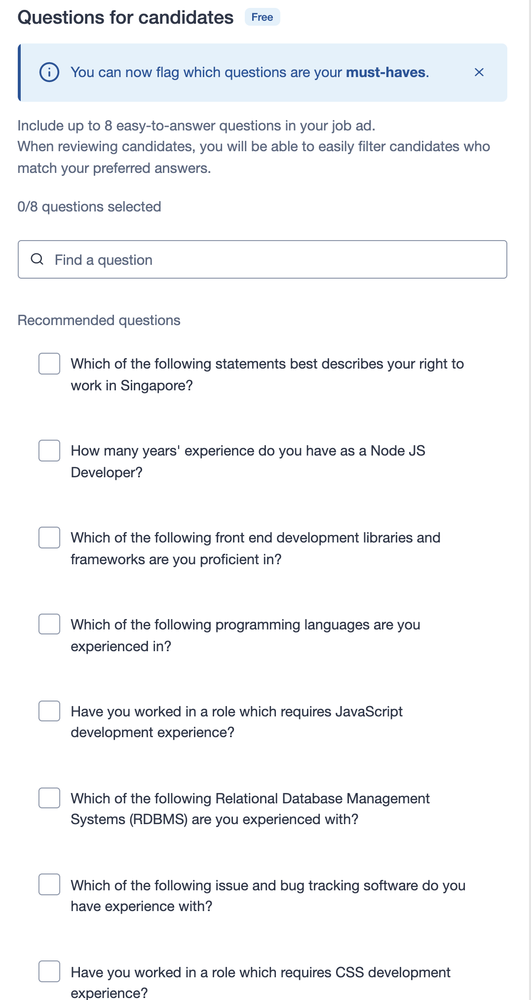 Questions for candidates Free
You can now flag which questions are your must-haves.
Include up to 8 easy-to-answer questions in your job ad.
When reviewing candidates, you will be able to easily filter candidates who
match your preferred answers.
0/8 questions selected
Find a question
Recommended questions
Which of the following statements best describes your right to
work in Singapore?
How many years' experience do you have as a Node JS
Developer?
Which of the following front end development libraries and
frameworks are you proficient in?
Which of the following programming languages are you
experienced in?
Have you worked in a role which requires JavaScript
development experience?
Which of the following Relational Database Management
Systems (RDBMS) are you experienced with?
Which of the following issue and bug tracking software do you
have experience with?
Have you worked in a role which requires CSS development
experience?